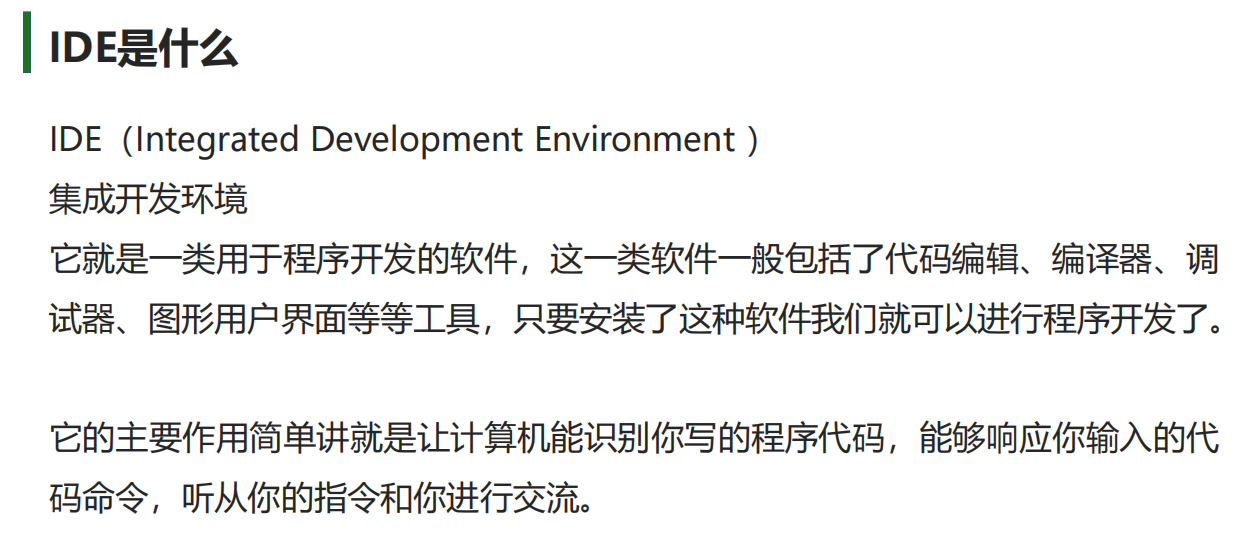 IDE是什么
IDE（Integrated Development Environment ）
集成开发环境
它就是一类用于程序开发的软件，这一类软件一般包括了代码编辑、编译器、调
试器、图形用户界面等等工具，只要安装了这种软件我们就可以进行程序开发了。
它的主要作用简单讲就是让计算机能识别你写的程序代码，能够响应你输入的代
码命令，听从你的指令和你进行交流。